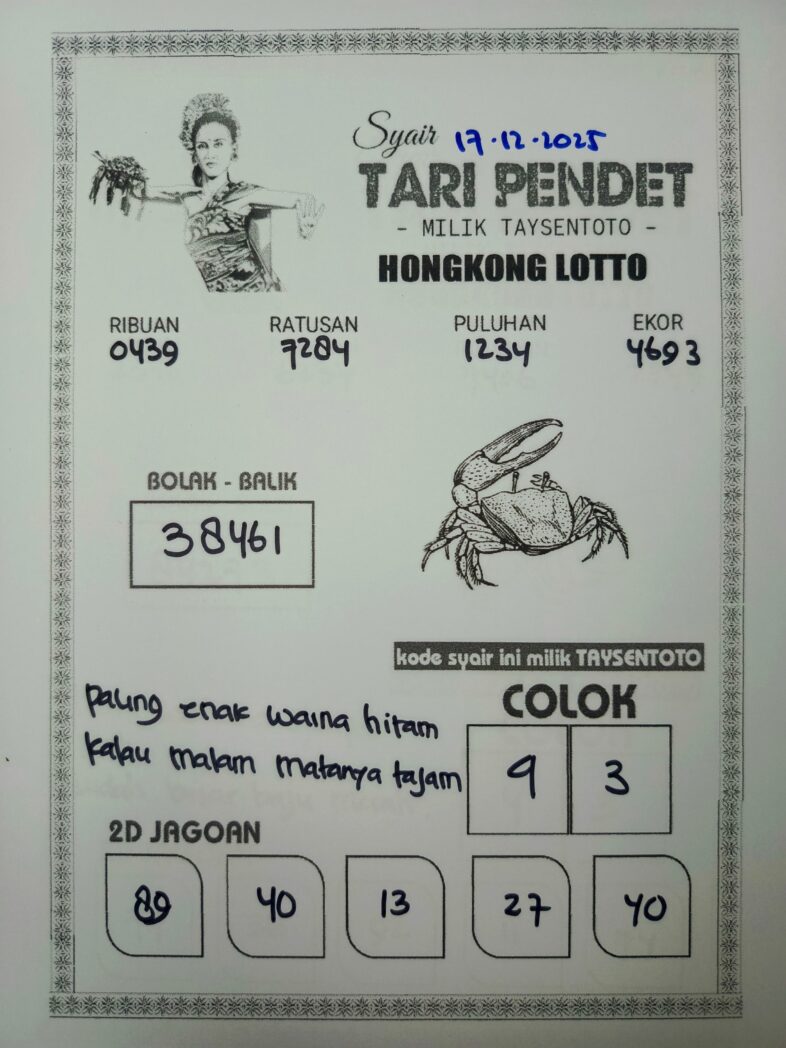 Syair 17.12.2025
TARI PENDET
- MILIK TAYSENTOTO -
HONGKONG LOTTO
RIBUAN RATUSAN PULUHAN EKOR
0439 7284 1234 4693
BOLAK - BALIK
38461
kode syair ini milik TAYSENTOTO
COLOK
9 3
paling enak warna hitam
kalau malam matanya tajam
2D JAGOAN
89 40 13 27 40